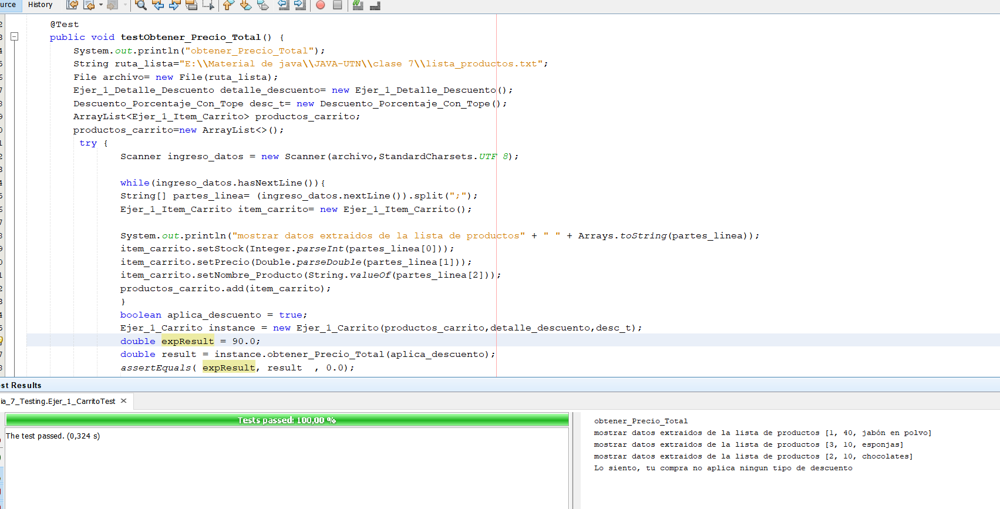 History
@Test
public void testObtener_Precio_Total() {
System.out.println("obtener_Precio_Total");
String ruta_lista="E:\\Material de java\\JAVA-UTN\\clase 7\\lista_productos.txt";
File archivo= new File(ruta_lista);
Ejer_1_Detalle_Descuento detalle_descuento= new Ejer_1_Detalle_Descuento();
Descuento_Porcentaje_Con_Tope desc_t= new Descuento_Porcentaje_Con_Tope();
ArrayList<Ejer_1_Item_Carrito> productos_carrito;
productos_carrito=new ArrayList<>();
try {
Scanner ingreso_datos = new Scanner(archivo,StandardCharsets.UTF_8);
while(ingreso_datos.hasNextLine()){
String[] partes_linea= (ingreso_datos.nextLine()).split(";");
Ejer_1_Item_Carrito item_carrito= new Ejer_1_Item_Carrito();
System.out.println("mostrar datos extraidos de la lista de productos" + " " + Arrays.toString(partes_linea));
item_carrito.setStock(Integer.parseInt(partes_linea[0]));
item_carrito.setPrecio(Double.parseDouble(partes_linea[1]));
item_carrito.setNombre_Producto(String.valueOf(partes_linea[2]));
productos_carrito.add(item_carrito);
}
boolean aplica_descuento = true;
Ejer_1_Carrito instance = new Ejer_1_Carrito(productos_carrito,detalle_descuento,desc_t);
double expResult = 90.0;
double result = instance.obtener_Precio_Total(aplica_descuento);
assertEquals( expResult, result  , 0.0);
Results
ia_7_Testing.Ejer_1_CarritoTest
Tests passed: 100,00 %
The test passed. (0,324 s)
obtener_Precio_Total
mostrar datos extraidos de la lista de productos [1, 40, jabón en polvo]
mostrar datos extraidos de la lista de productos [3, 10, esponjas]
mostrar datos extraidos de la lista de productos [2, 10, chocolates]
Lo siento, tu compra no aplica ningun tipo de descuento